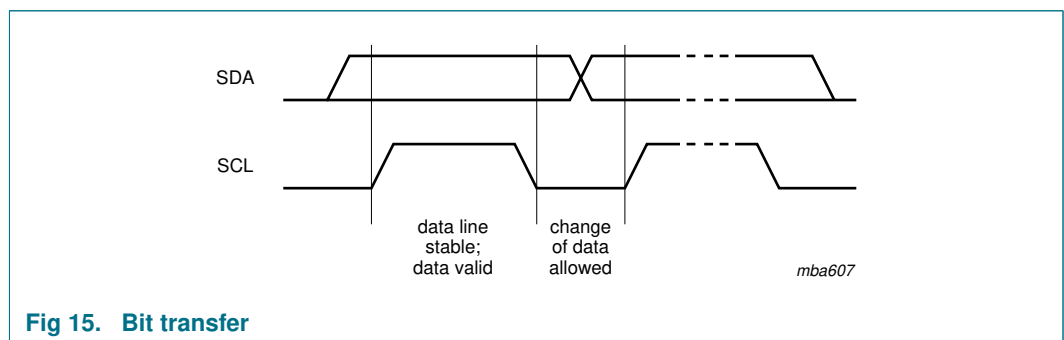 SDA
SCL
data line
stable;
data valid
change
of data
allowed
mba607
Fig 15. Bit transfer